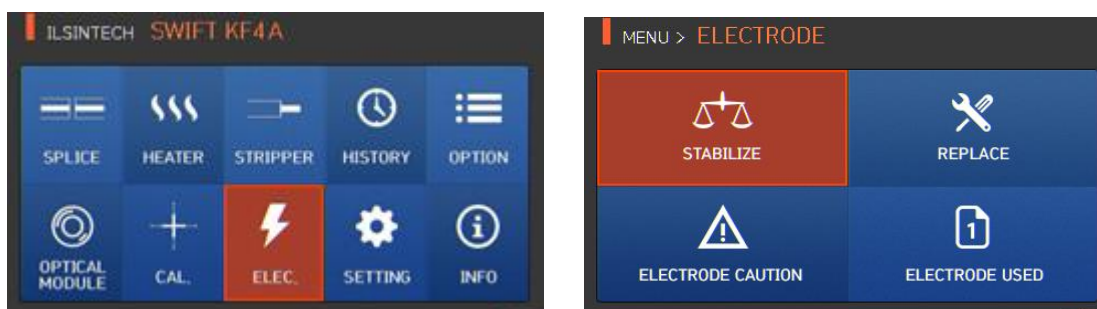 ILSINTECH SWIFT KF4A
SPLICE HEATER STRIPPER HISTORY OPTION
OPTICAL MODULE CAL. ELEC. SETTING INFO
MENU > ELECTRODE
STABILIZE REPLACE
1
ELECTRODE CAUTION ELECTRODE USED